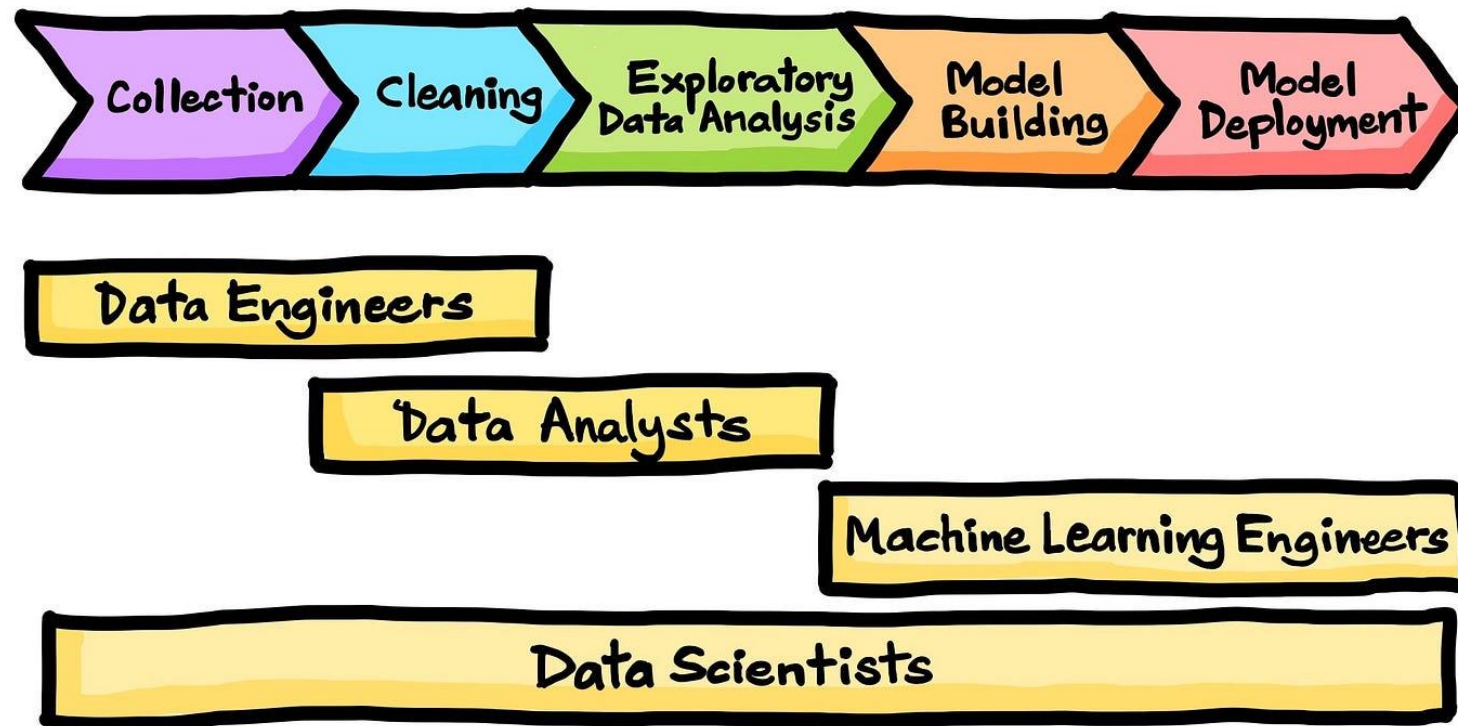 Collection
Cleaning
Exploratory
Data Analysis
Model
Building
Model
Deployment
Data Engineers
Data Analysts
Machine Learning Engineers
Data Scientists